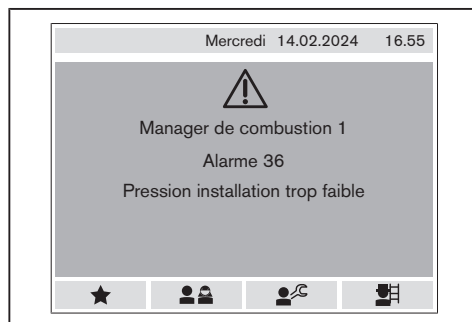 Mercredi 14.02.2024 16.55
Manager de combustion 1
Alarme 36
Pression installation trop faible